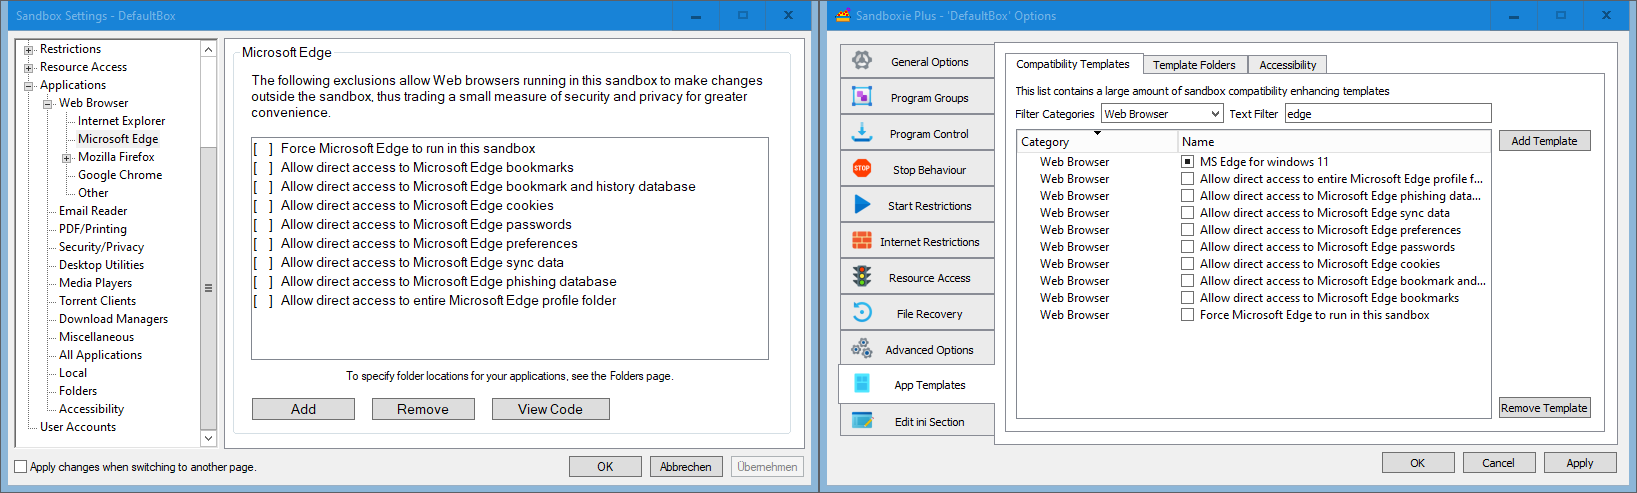 Sandbox Settings - DefaultBox
Restrictions
Resource Access
Applications
Web Browser
Internet Explorer
Microsoft Edge
Mozilla Firefox
Google Chrome
Other
Email Reader
PDF/Printing
Security/Privacy
Desktop Utilities
Media Players
Torrent Clients
Download Managers
Miscellaneous
All Applications
Local
Folders
Accessibility
User Accounts
Microsoft Edge
The following exclusions allow Web browsers running in this sandbox to make changes
outside the sandbox, thus trading a small measure of security and privacy for greater
convenience.
[ ] Force Microsoft Edge to run in this sandbox
[ ] Allow direct access to Microsoft Edge bookmarks
[ ] Allow direct access to Microsoft Edge bookmark and history database
[ ] Allow direct access to Microsoft Edge cookies
[ ] Allow direct access to Microsoft Edge passwords
[ ] Allow direct access to Microsoft Edge preferences
[ ] Allow direct access to Microsoft Edge sync data
[ ] Allow direct access to Microsoft Edge phishing database
[ ] Allow direct access to entire Microsoft Edge profile folder
To specify folder locations for your applications, see the Folders page.
Add Remove View Code
Apply changes when switching to another page.
OK Abbrechen Übernehmen
Sandboxie Plus - 'DefaultBox' Options
General Options
Program Groups
Program Control
STOP Stop Behaviour
Start Restrictions
Internet Restrictions
Resource Access
File Recovery
Advanced Options
App Templates
Edit ini Section
Compatibility Templates Template Folders Accessibility
This list contains a large amount of sandbox compatibility enhancing templates
Filter Categories Web Browser Text Filter edge
Category Name
Web Browser MS Edge for windows 11
Web Browser Allow direct access to entire Microsoft Edge profile f...
Web Browser Allow direct access to Microsoft Edge phishing data...
Web Browser Allow direct access to Microsoft Edge sync data
Web Browser Allow direct access to Microsoft Edge preferences
Web Browser Allow direct access to Microsoft Edge passwords
Web Browser Allow direct access to Microsoft Edge cookies
Web Browser Allow direct access to Microsoft Edge bookmark and...
Web Browser Allow direct access to Microsoft Edge bookmarks
Web Browser Force Microsoft Edge to run in this sandbox
Add Template
Remove Template
OK Cancel Apply